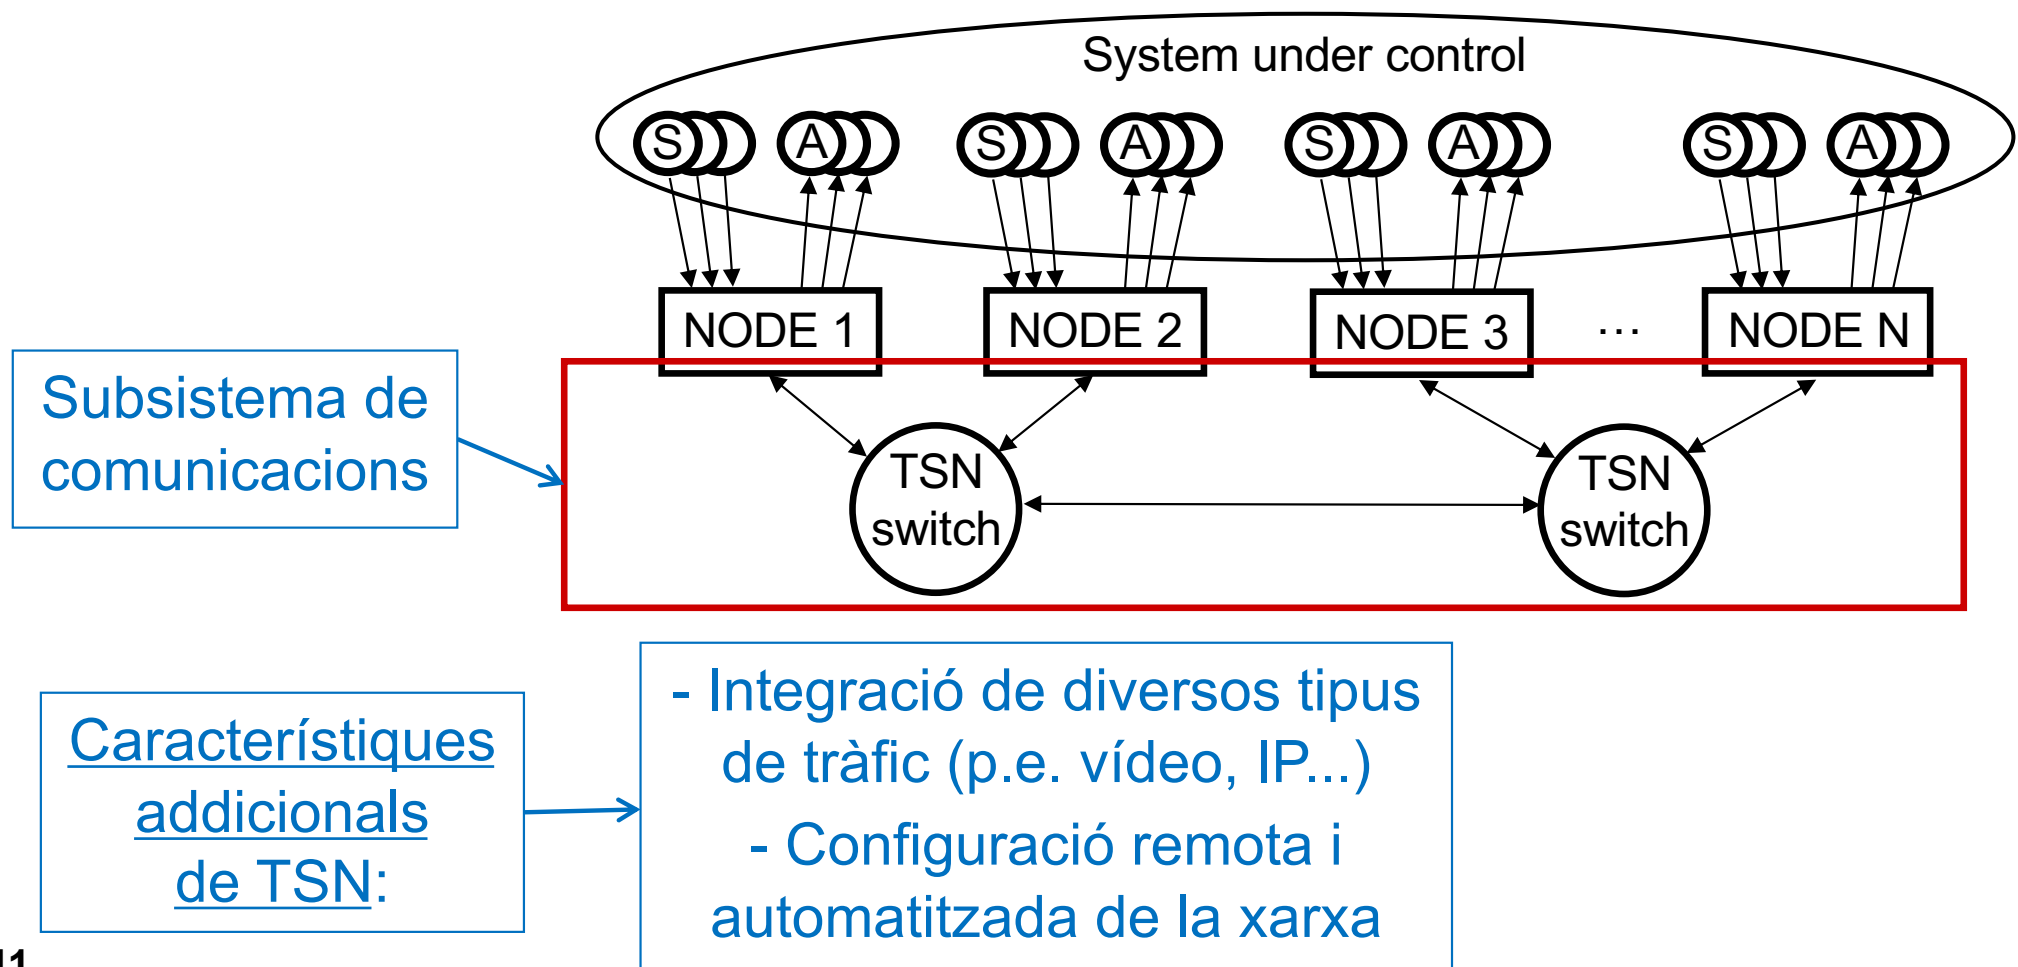 System under control
S A S A S A S A
NODE 1 NODE 2 NODE 3 ... NODE N
Subsistema de
comunicacions
TSN
switch
TSN
switch
Característiques
addicionals
de TSN:
- Integració de diversos tipus
de tràfic (p.e. vídeo, IP...)
- Configuració remota i
automatitzada de la xarxa